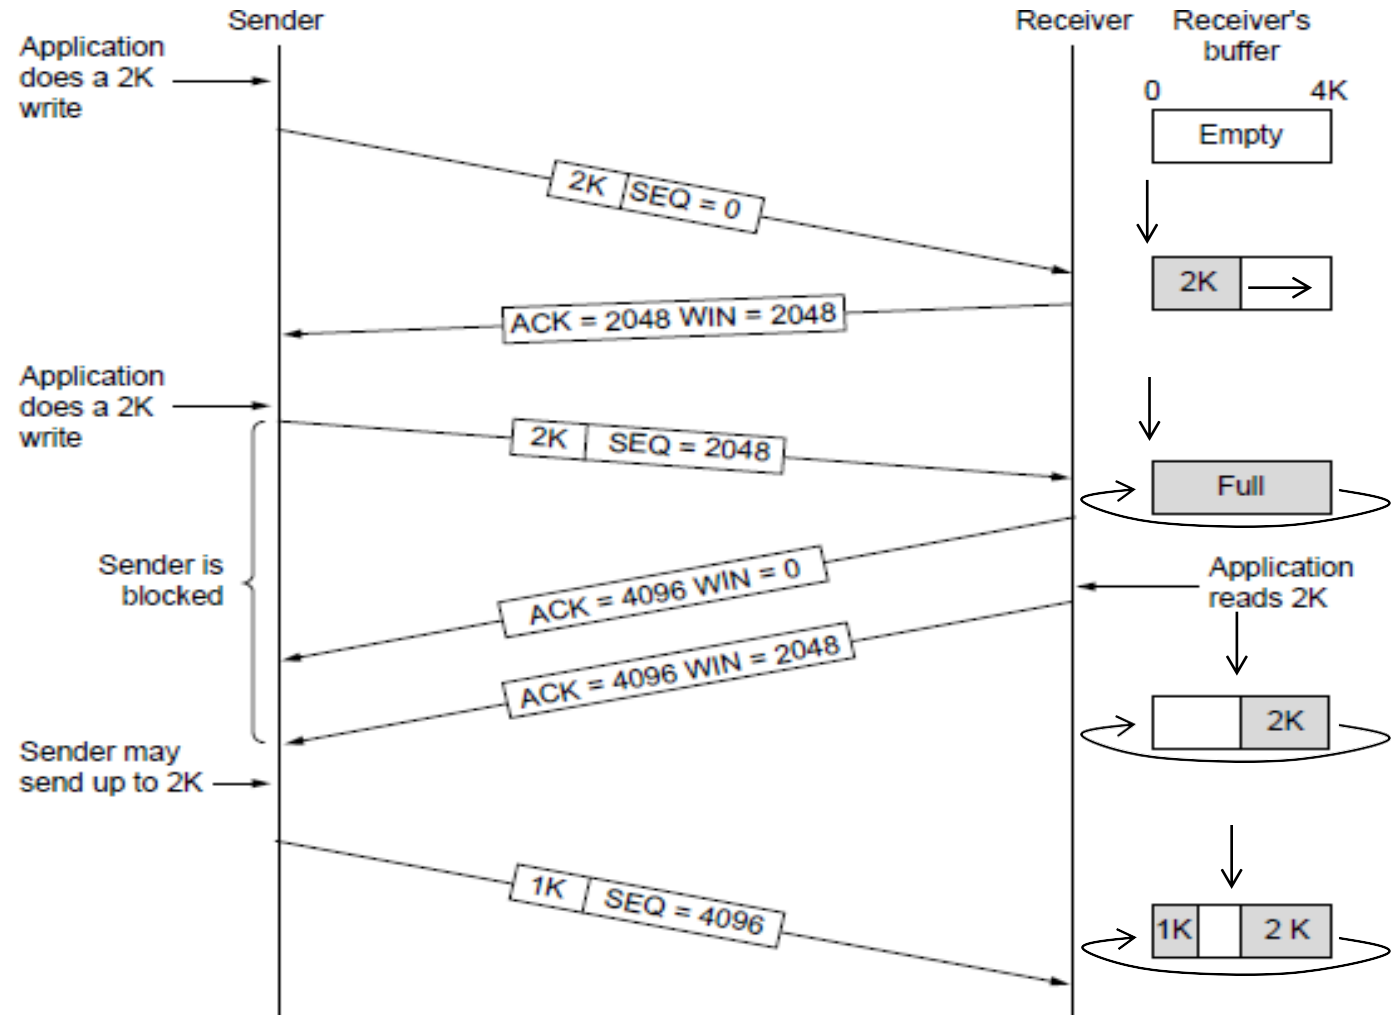 Sender
Receiver
Receiver's
buffer
Application
does a 2K
write
0
4K
Empty
2K
SEQ = 0
2K
ACK = 2048 WIN = 2048
Application
does a 2K
write
2K
SEQ = 2048
Full
Sender is
blocked
ACK = 4096 WIN = 0
Application
reads 2K
ACK = 4096 WIN = 2048
2K
Sender may
send up to 2K
1K
SEQ = 4096
1K
2 K